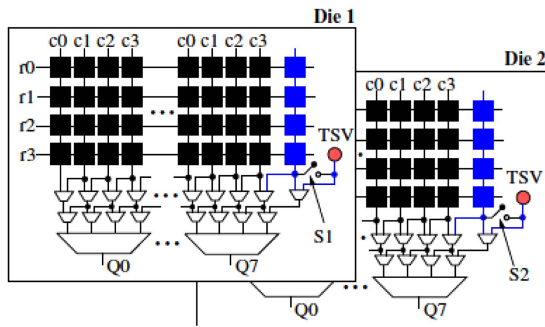 Die 1
c0 c1 c2 c3 c0 c1 c2 c3
Die 2
r0
c0 c1 c2 c3
r1
r2
...
TSV
r3
TSV
...
S1
S2
Q0 ... Q7
Q0 ... Q7